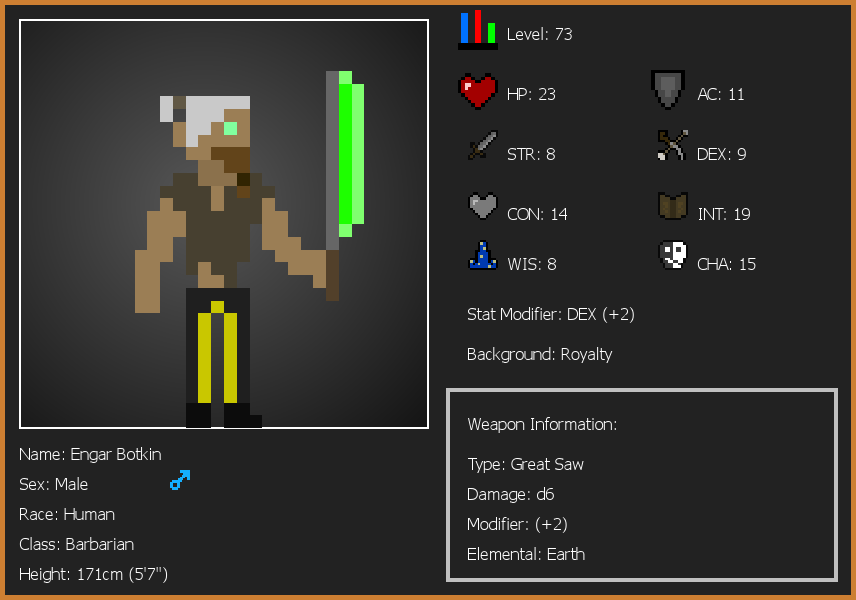 Level: 73
HP: 23
AC: 11
STR: 8
DEX: 9
CON: 14
INT: 19
WIS: 8
CHA: 15
Stat Modifier: DEX (+2)
Background: Royalty
Weapon Information:
Type: Great Saw
Damage: d6
Modifier: (+2)
Elemental: Earth
Name: Engar Botkin
Sex: Male
Race: Human
Class: Barbarian
Height: 171cm (5'7")